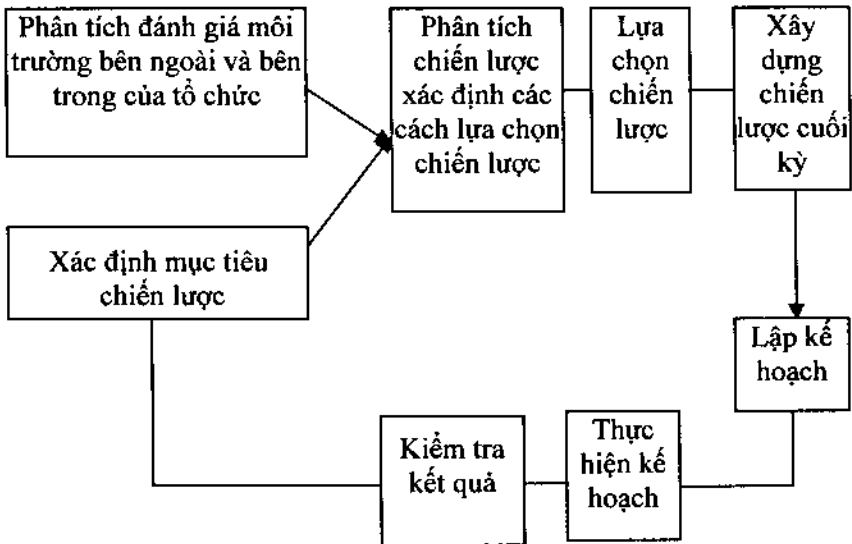 Phân tích đánh giá môi
trường bên ngoài và bên
trong của tổ chức
Phân tích
chiến lược
xác định các
cách lựa chọn
chiến lược
Lựa
chọn
chiến
lược
Xây
dựng
chiến
lược cuối
kỳ
Xác định mục tiêu
chiến lược
Lập kế
hoạch
Thực
hiện kế
hoạch
Kiểm tra
kết quả